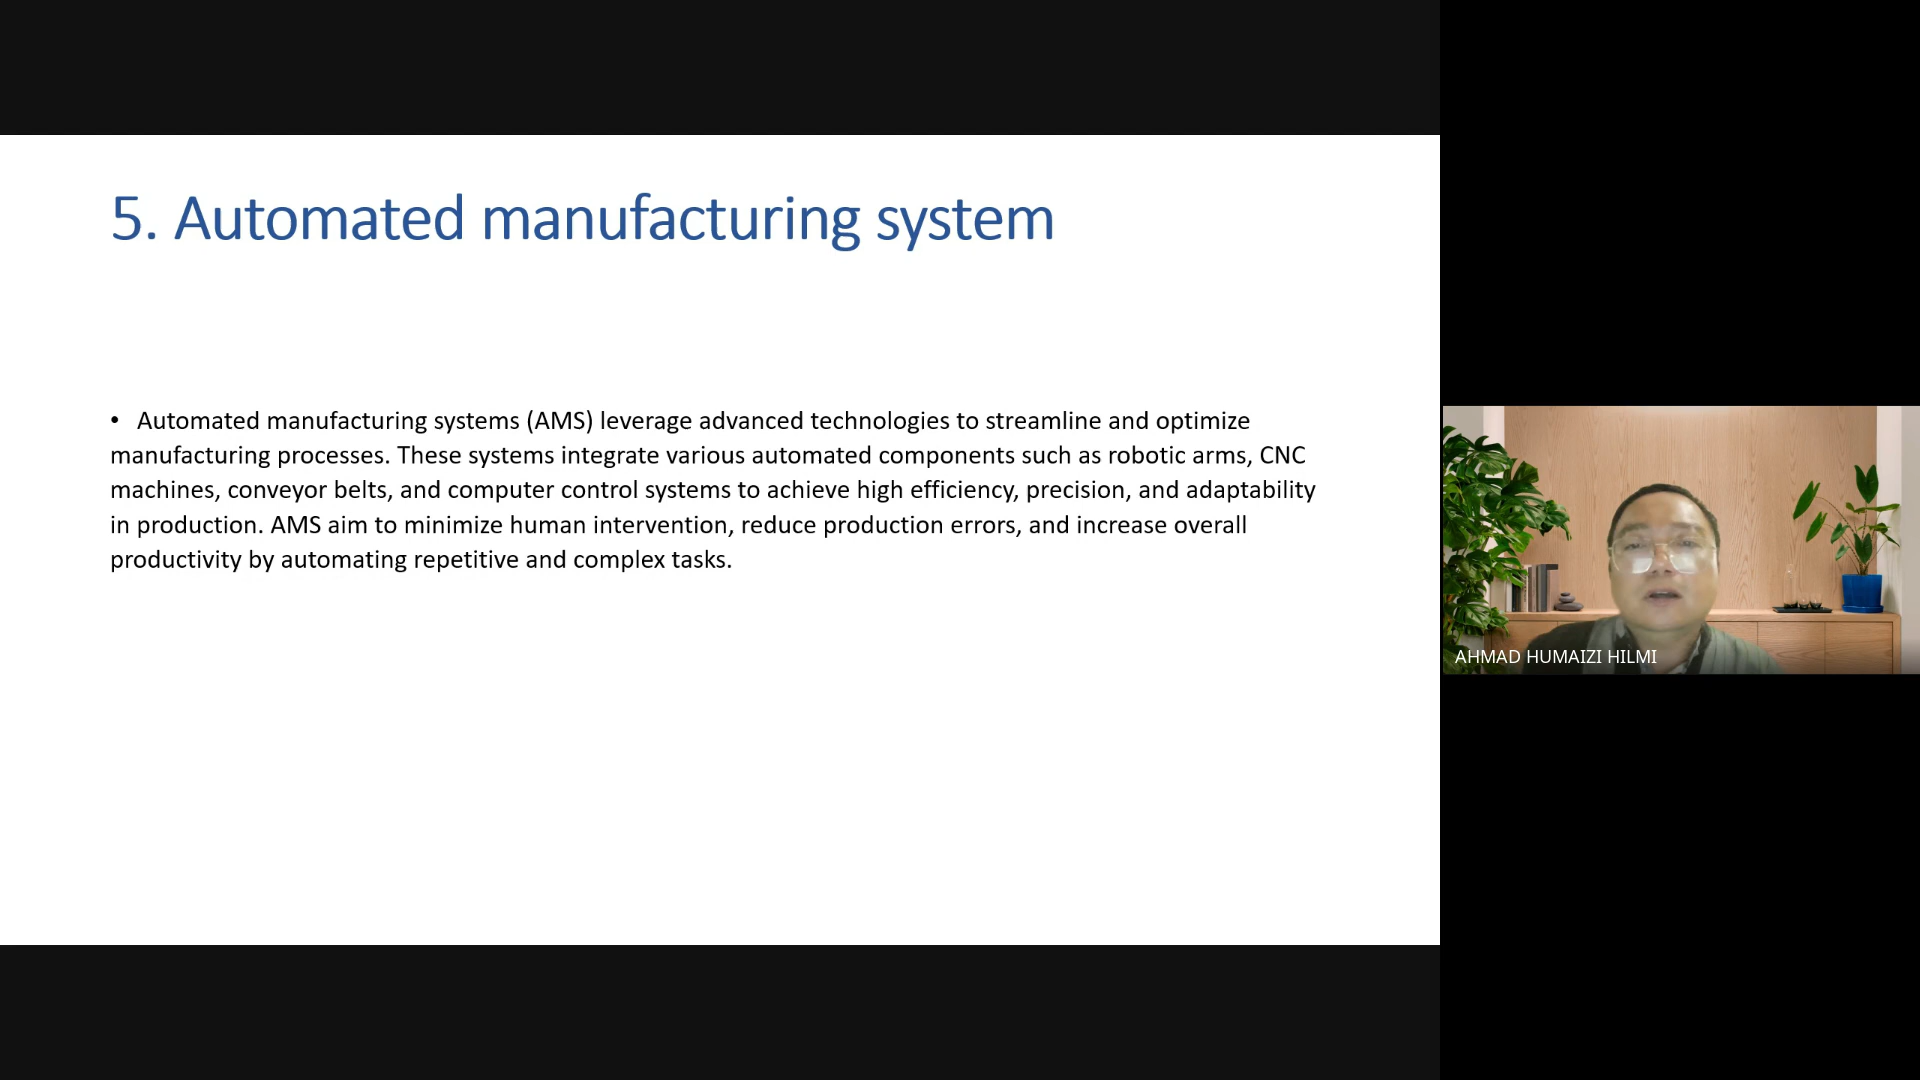 5. Automated manufacturing system
• Automated manufacturing systems (AMS) leverage advanced technologies to streamline and optimize
manufacturing processes. These systems integrate various automated components such as robotic arms, CNC
machines, conveyor belts, and computer control systems to achieve high efficiency, precision, and adaptability
in production. AMS aim to minimize human intervention, reduce production errors, and increase overall
productivity by automating repetitive and complex tasks.
AHMAD HUMAIZI HILMI